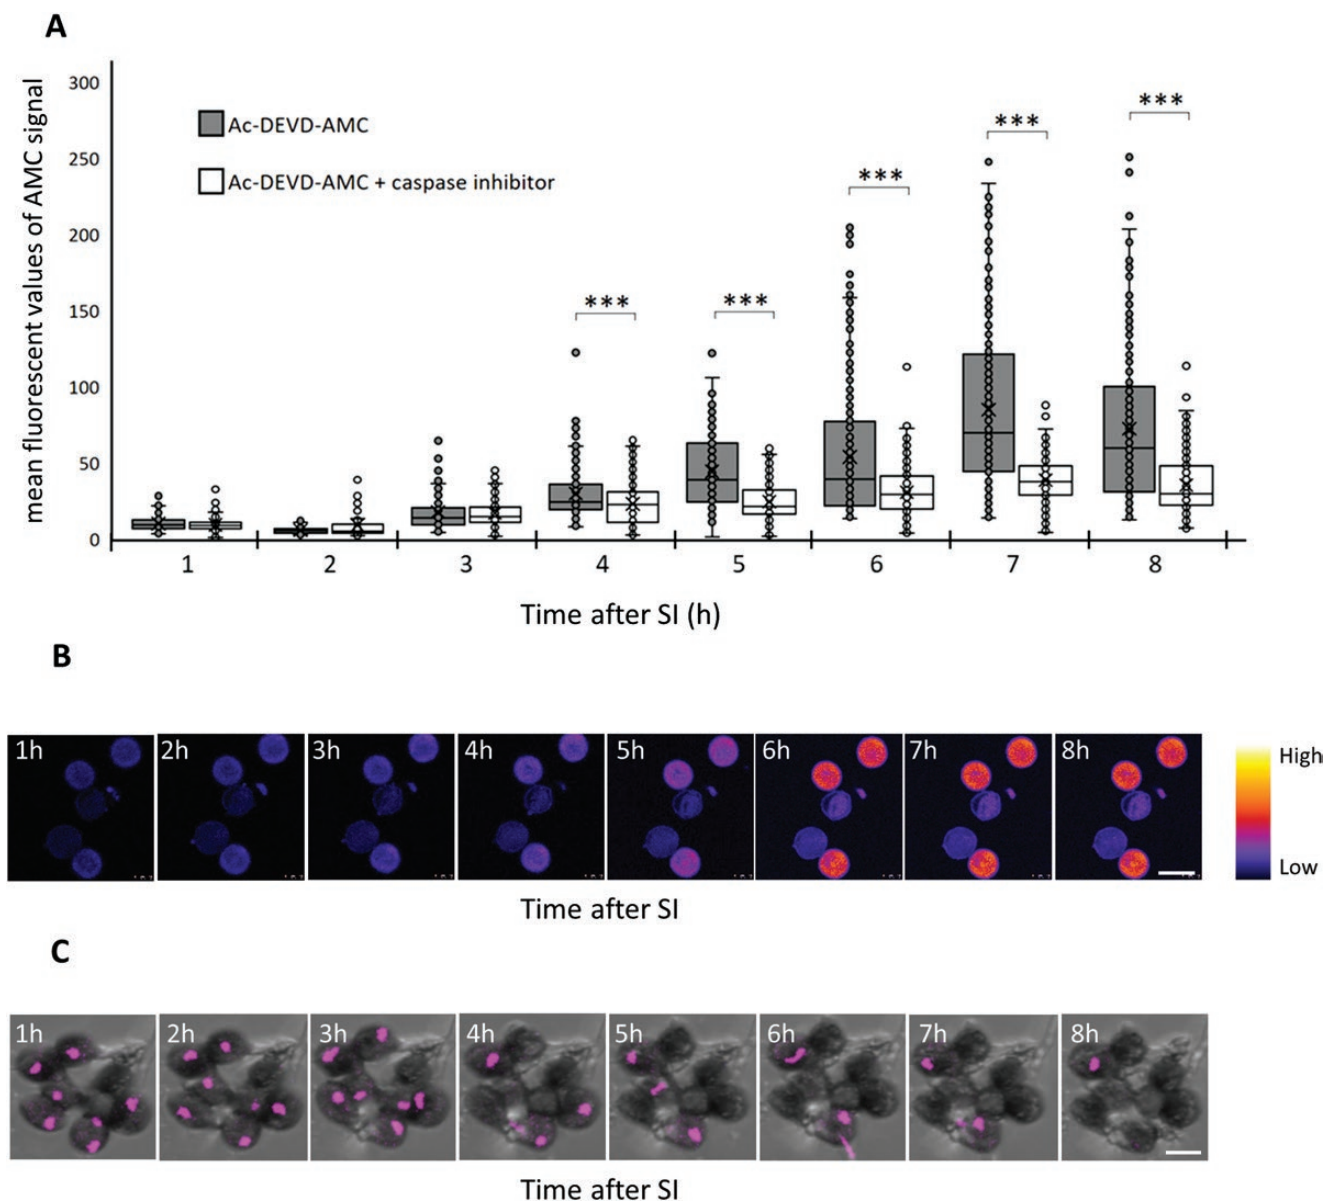 A
mean fluorescent values of AMC signal
300
250
200
150
100
50
0
Ac-DEVD-AMC
Ac-DEVD-AMC + caspase inhibitor
***
***
***
***
***
1 2 3 4 5 6 7 8
Time after SI (h)
B
1h 2h 3h 4h 5h 6h 7h 8h
High
Low
Time after SI
C
1h 2h 3h 4h 5h 6h 7h 8h
Time after SI